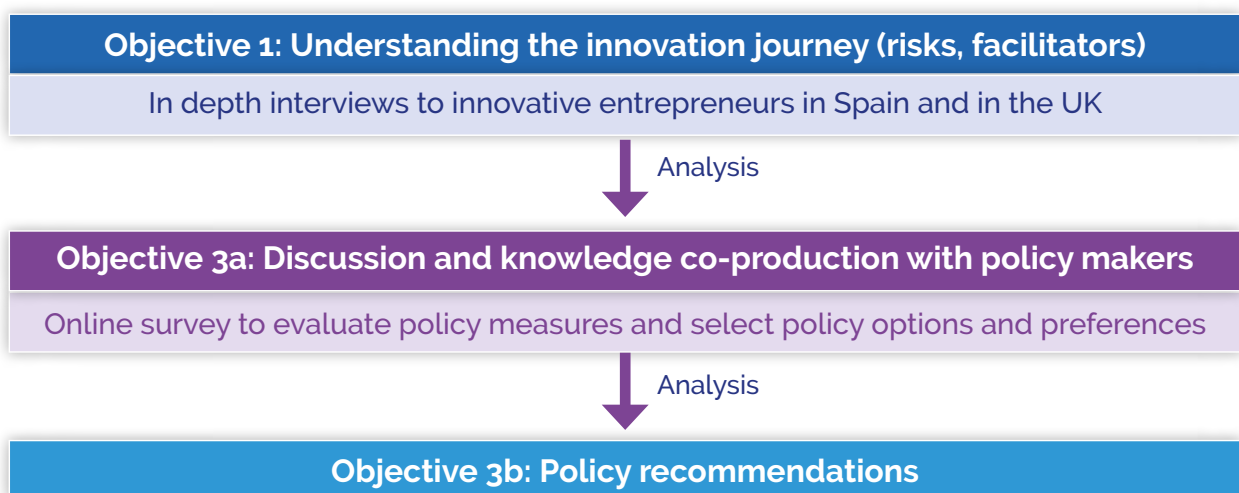 Objective 1: Understanding the innovation journey (risks, facilitators)
In depth interviews to innovative entrepreneurs in Spain and in the UK
Analysis
Objective 3a: Discussion and knowledge co-production with policy makers
Online survey to evaluate policy measures and select policy options and preferences
Analysis
Objective 3b: Policy recommendations